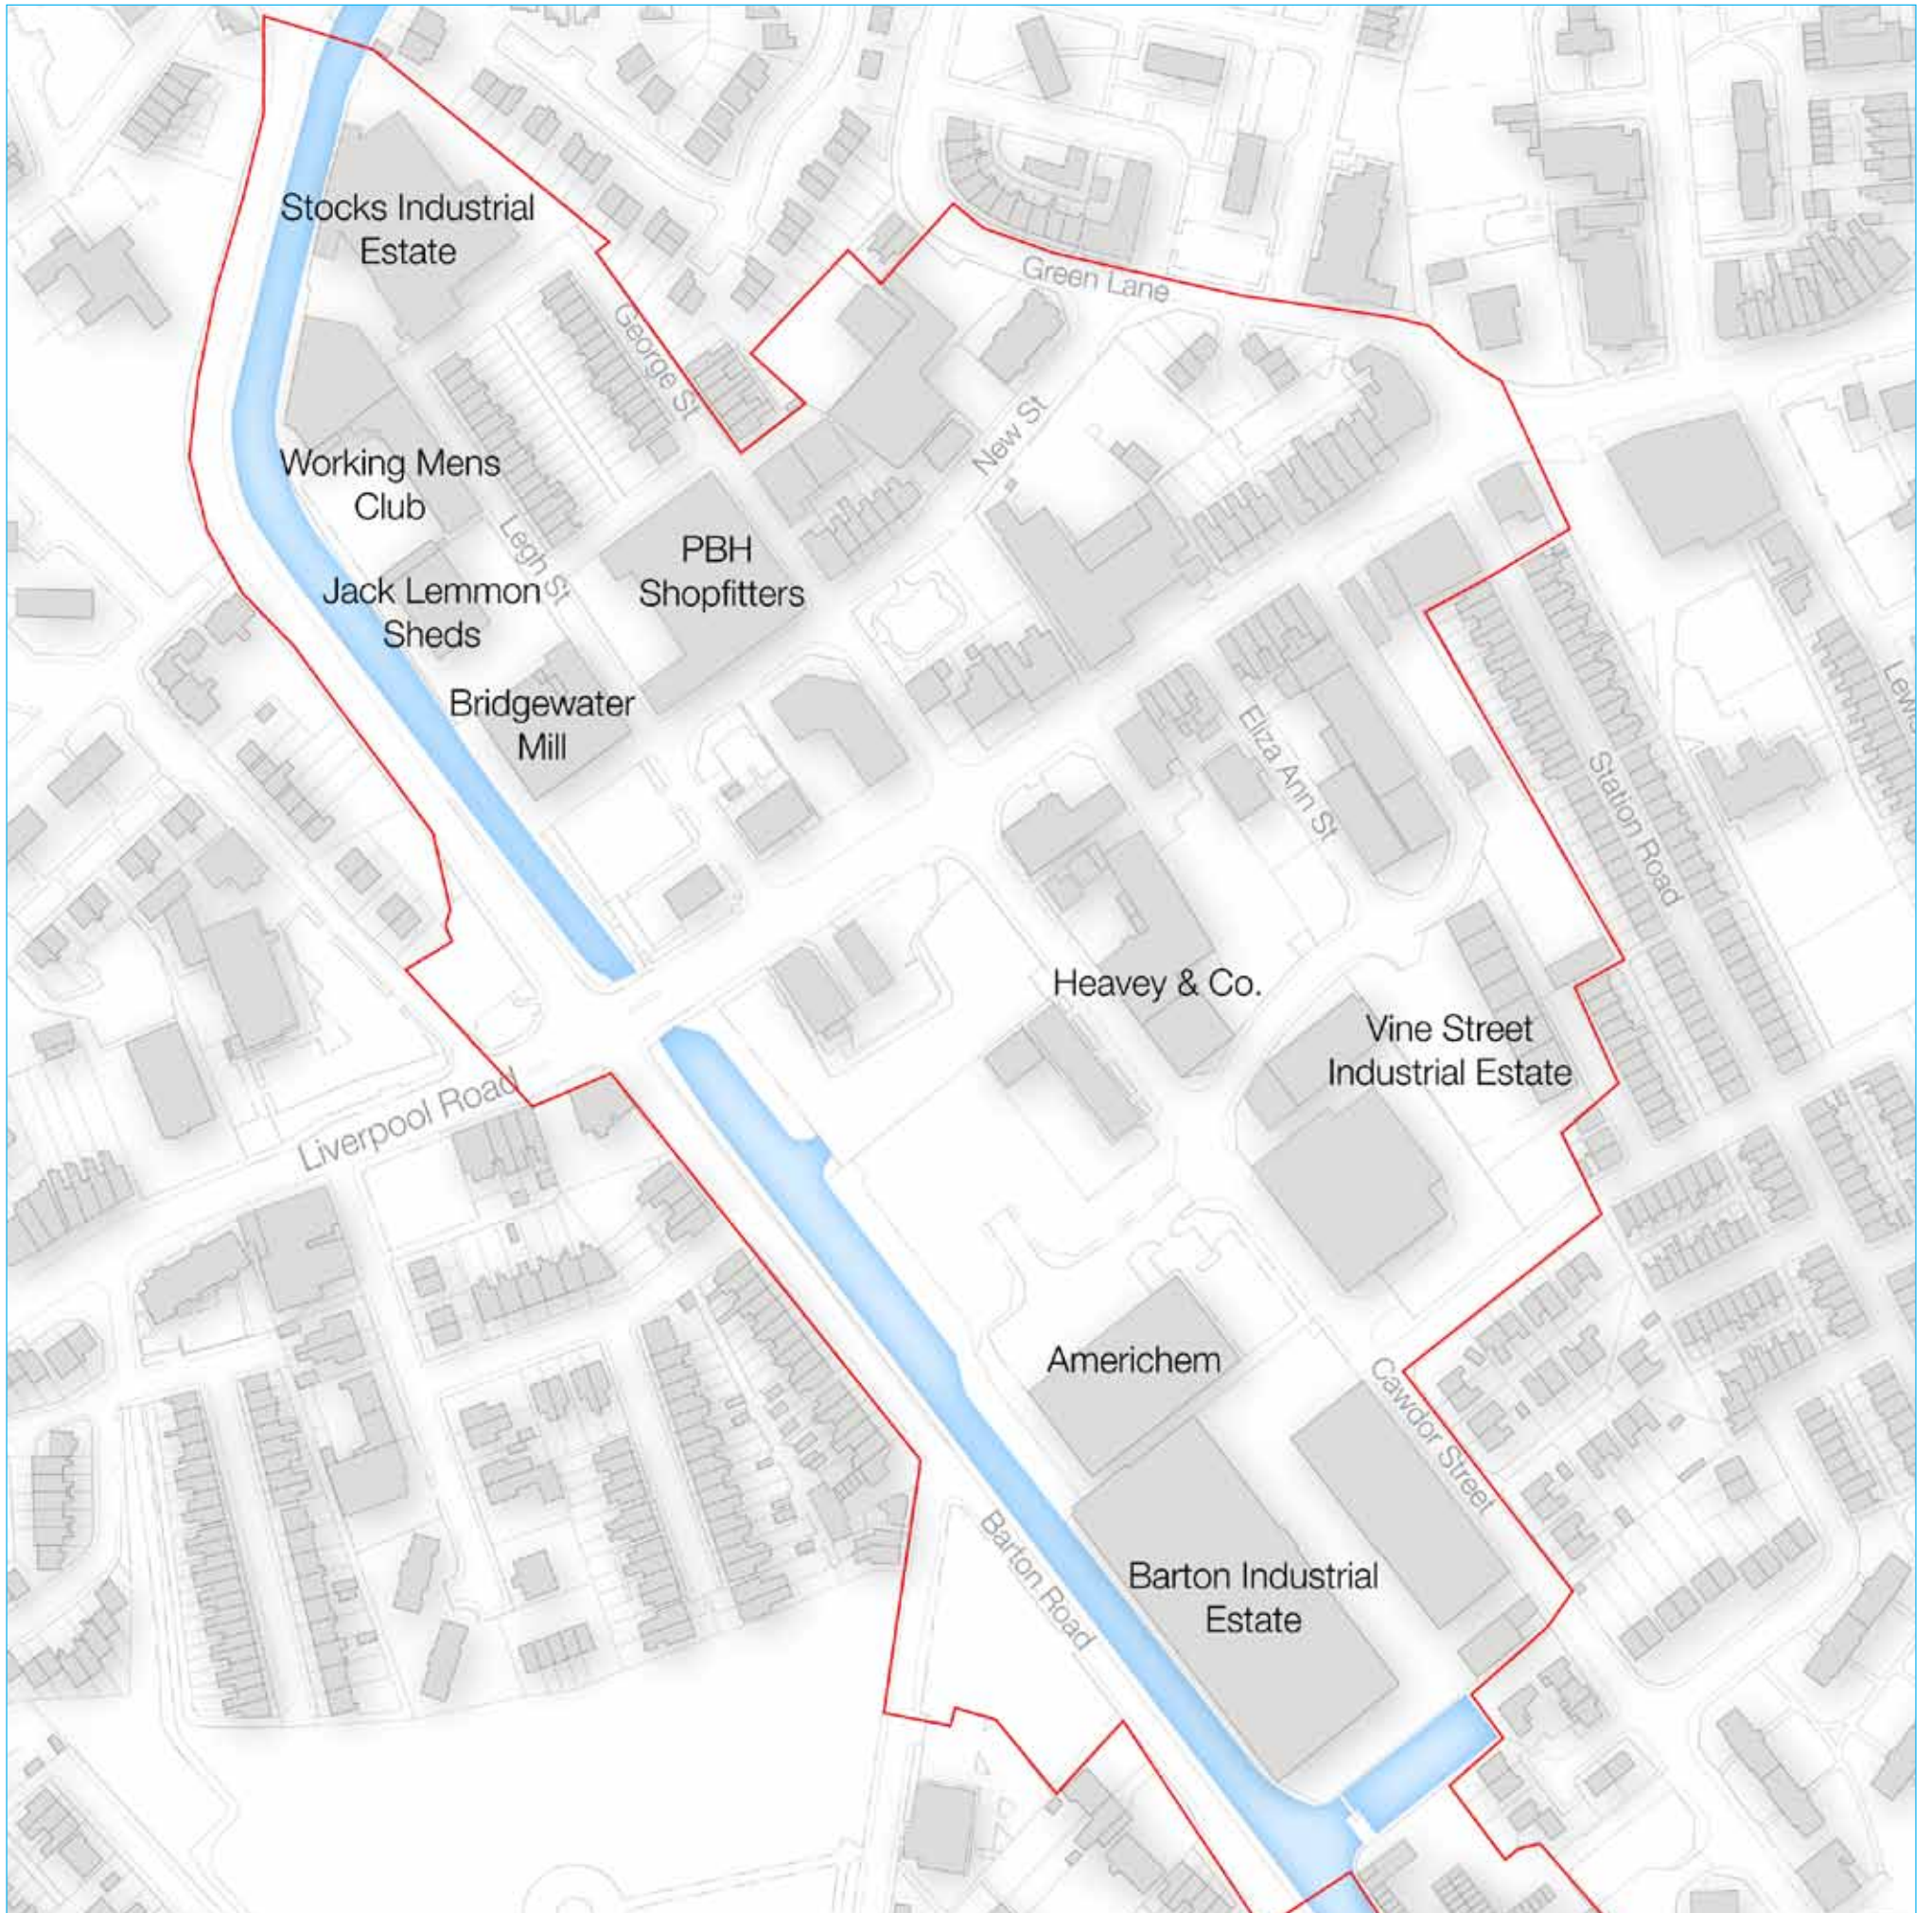 Stocks Industrial
Estate
Green Lane
George St
New St
Working Mens
Club
Legh St
PBH
Shopfitters
Jack Lemmon
Sheds
Bridgewater
Mill
Eliza Ann St
Station Road
Heavey & Co.
Vine Street
Industrial Estate
Liverpool Road
Americhem
Cawdor Street
Barton Road
Barton Industrial
Estate